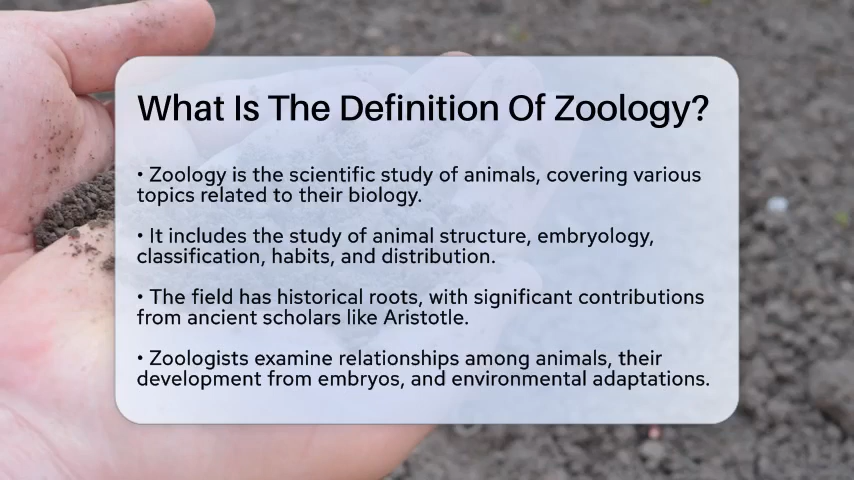 What Is The Definition Of Zoology?
• Zoology is the scientific study of animals, covering various
topics related to their biology.
• It includes the study of animal structure, embryology,
classification, habits, and distribution.
• The field has historical roots, with significant contributions
from ancient scholars like Aristotle.
• Zoologists examine relationships among animals, their
development from embryos, and environmental adaptations.